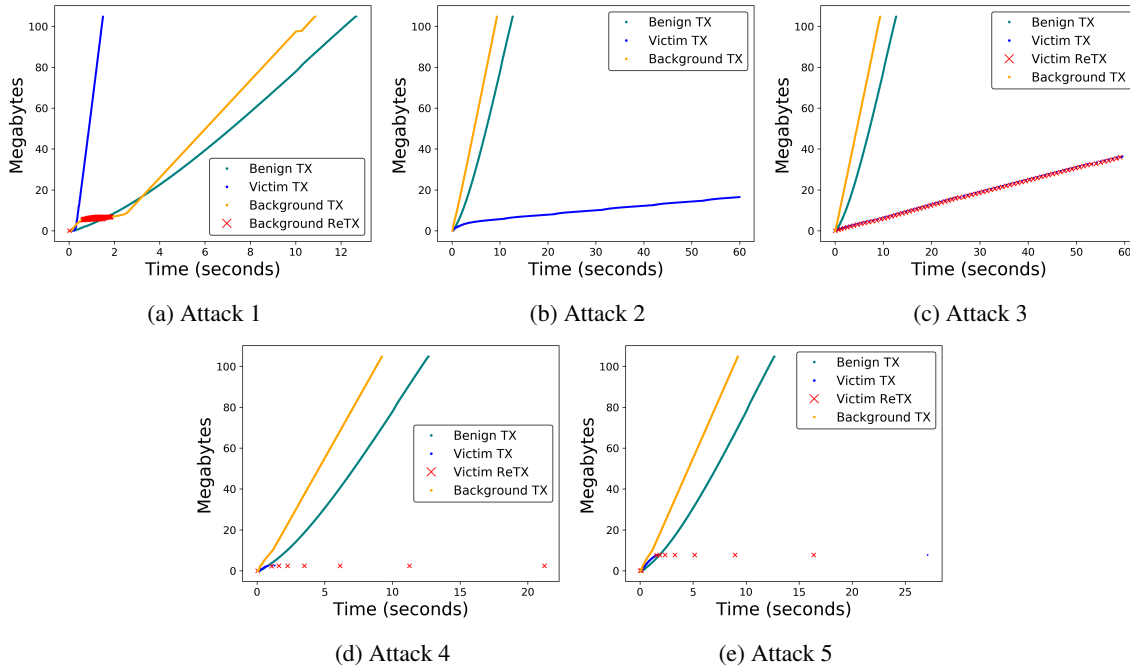 100
80
60
40
20
0
Megabytes
0 2 4 6 8 10 12
Time (seconds)
Benign TX
Victim TX
Background TX
Background ReTX
(a) Attack 1
100
80
60
40
20
0
Megabytes
0 10 20 30 40 50 60
Time (seconds)
Benign TX
Victim TX
Background TX
(b) Attack 2
100
80
60
40
20
0
Megabytes
0 10 20 30 40 50 60
Time (seconds)
Benign TX
Victim TX
Victim ReTX
Background TX
(c) Attack 3
100
80
60
40
20
0
Megabytes
0 5 10 15 20
Time (seconds)
Benign TX
Victim TX
Victim ReTX
Background TX
(d) Attack 4
100
80
60
40
20
0
Megabytes
0 5 10 15 20 25
Time (seconds)
Benign TX
Victim TX
Victim ReTX
Background TX
(e) Attack 5